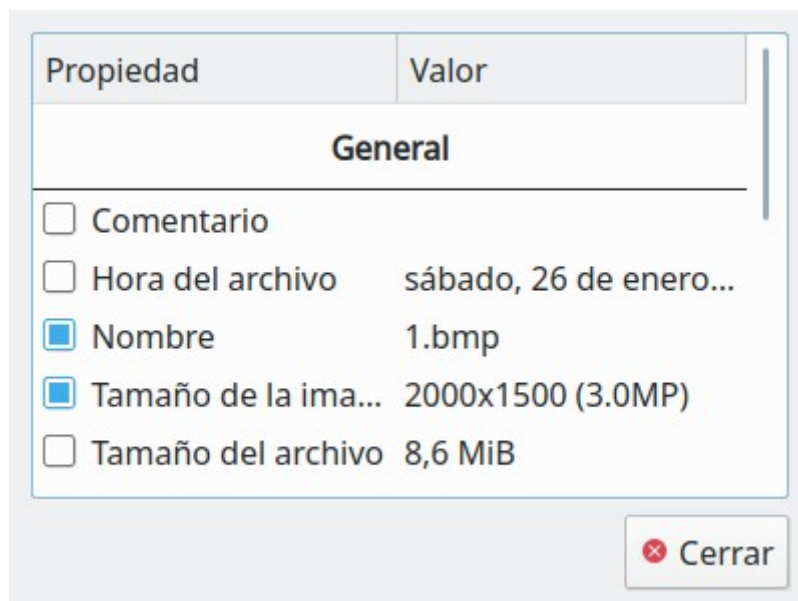 Propiedad Valor
General
Comentario
Hora del archivo sábado, 26 de enero...
Nombre 1.bmp
Tamaño de la ima... 2000x1500 (3.0MP)
Tamaño del archivo 8,6 MiB
Cerrar